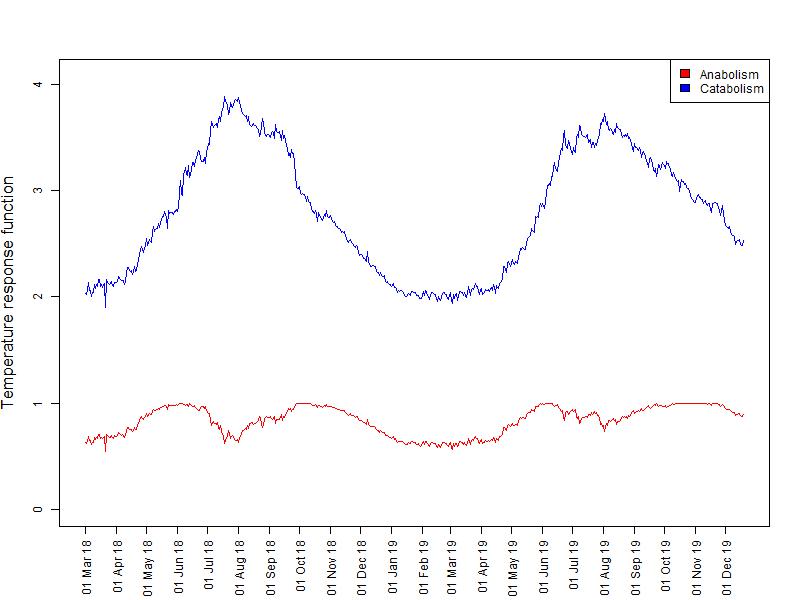 Anabolism
Catabolism
Temperature response function
4
3
2
1
0
01 Mar 18
01 Apr 18
01 May 18
01 Jun 18
01 Jul 18
01 Aug 18
01 Sep 18
01 Oct 18
01 Nov 18
01 Dec 18
01 Jan 19
01 Feb 19
01 Mar 19
01 Apr 19
01 May 19
01 Jun 19
01 Jul 19
01 Aug 19
01 Sep 19
01 Oct 19
01 Nov 19
01 Dec 19